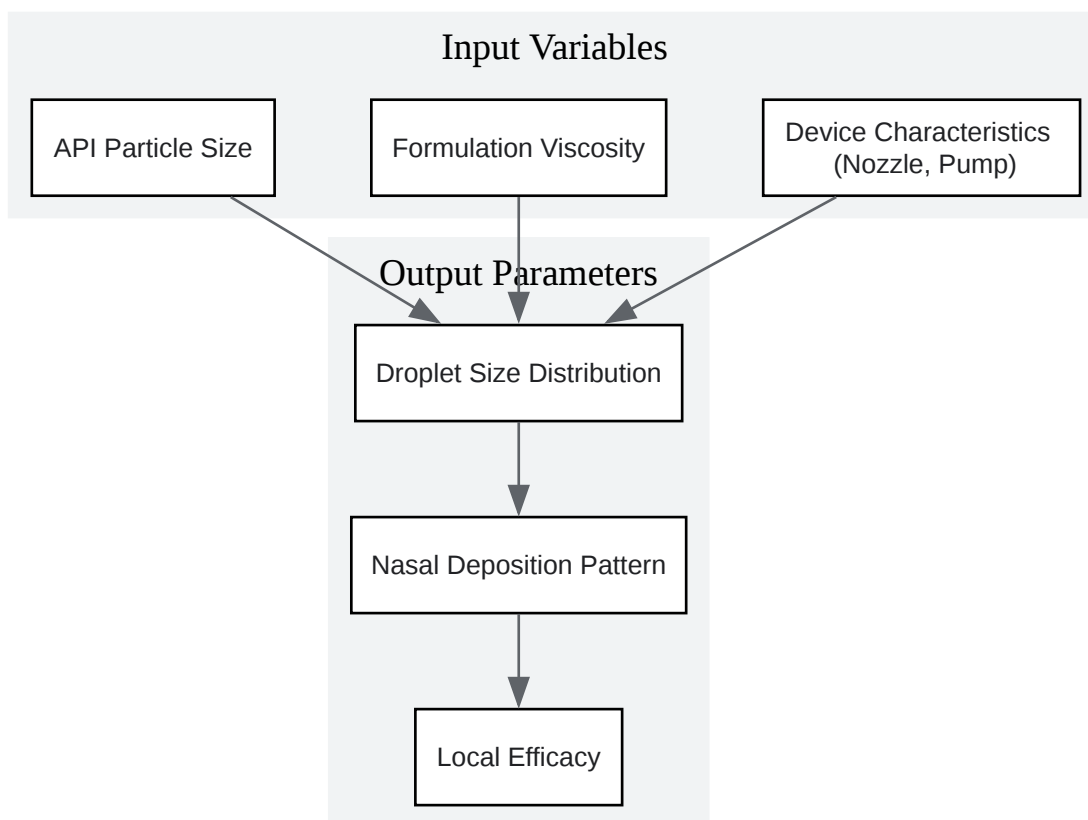 Input Variables
API Particle Size
Formulation Viscosity
Device Characteristics
(Nozzle, Pump)
Output Parameters
Droplet Size Distribution
Nasal Deposition Pattern
Local Efficacy